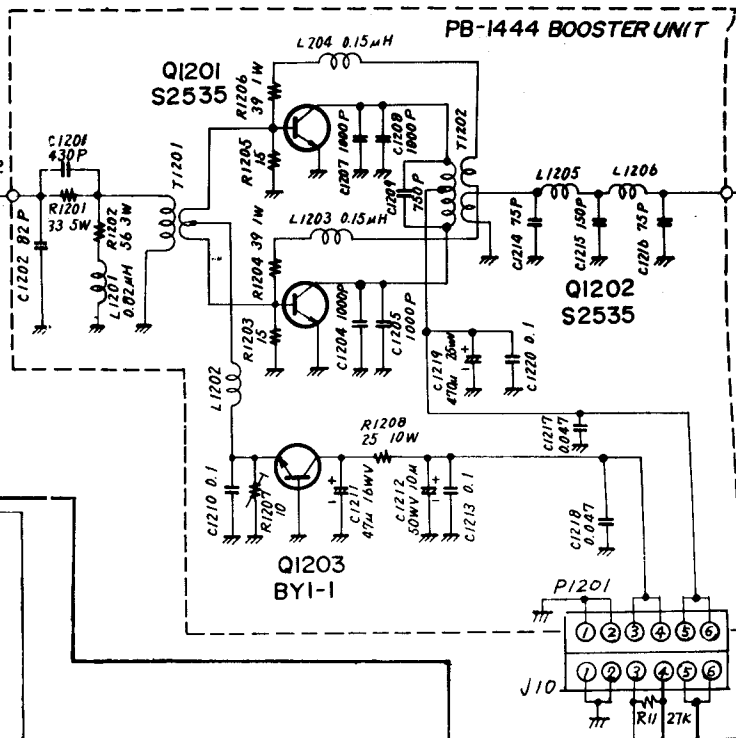 PB-1444 BOOSTER UNIT
L204 0.15μH
Q1201
S2535
R1206
39 1W
R1205
15
C1207 1000P
C1208
1000P
T1202
C1201
430P
R1201
33 5W
R1202
56 3W
L1201
0.02μH
C1202 82P
T1201
C1209
750P
L1203 0.15μH
R1204 39 1W
R1203
15
C1204 1000P
C1205
1000P
L1205
L1206
C1214 75P
C1215 150P
C1216 75P
Q1202
S2535
C1219
470μ 25WV
+
-
C1220 0.1
L1202
R1208
25 10W
C1217
0.047
C1210 0.1
R1207
10
+
-
C1211
47μ 16WV
C1212
50WV 10μ
+
-
C1213 0.1
C1218
0.047
Q1203
BY1-1
P1201
1 2 3 4 5 6
1 2 3 4 5 6
J10
R11 27K